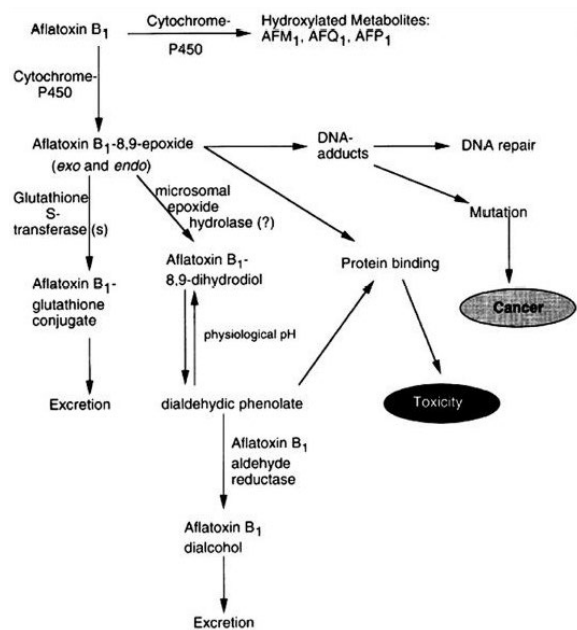 Aflatoxin B1
Cytochrome-
P450
Hydroxylated Metabolites:
AFM1, AFQ1, AFP1
Cytochrome-
P450
Aflatoxin B1-8,9-epoxide
(exo and endo)
DNA-
adducts
DNA repair
Glutathione
S-
transferase (s)
microsomal
epoxide
hydrolase (?)
Mutation
Aflatoxin B1-
8,9-dihydrodiol
Protein binding
Aflatoxin B1-
glutathione
conjugate
Cancer
physiological pH
Excretion
dialdehydic phenolate
Toxicity
Aflatoxin B1
aldehyde
reductase
Aflatoxin B1
dialcohol
Excretion